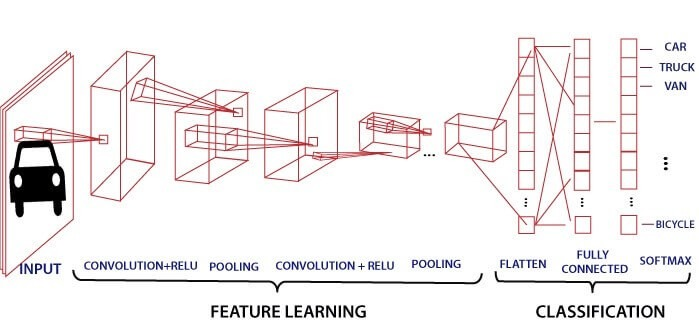 CAR
TRUCK
VAN
BICYCLE
INPUT
CONVOLUTION+RELU
POOLING
CONVOLUTION + RELU
POOLING
FLATTEN
FULLY
CONNECTED
SOFTMAX
FEATURE LEARNING
CLASSIFICATION